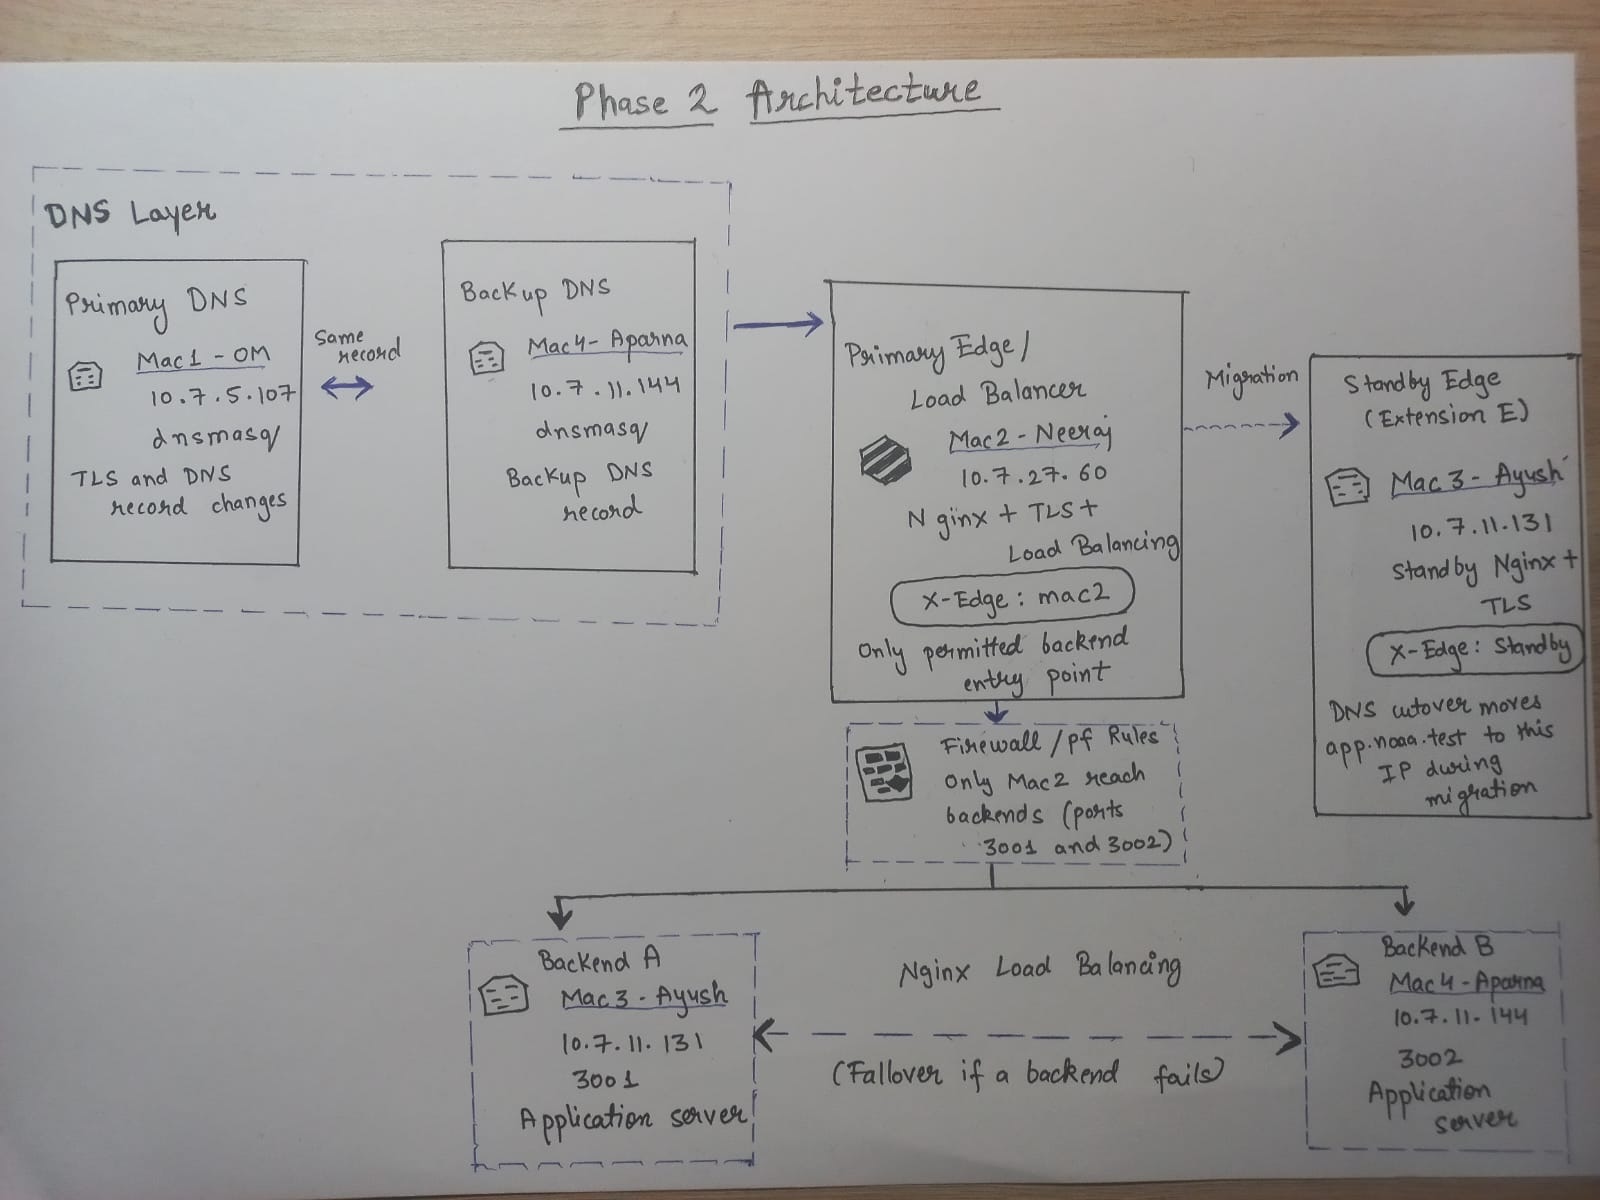 Phase 2 Architecture
DNS Layer
Primary DNS
Mac1 - OM
10.7.5.107
dnsmasq
TLS and DNS
record changes
Same
record
Backup DNS
Mac4- Aparna
10.7.11.144
dnsmasq
Backup DNS
record
Primary Edge/
Load Balancer
Mac2 - Neeraj
10.7.27.60
Nginx + TLS +
Load Balancing
X-Edge: mac2
Only permitted backend
entry point
Migration
Standby Edge
(Extension E)
Mac 3 - Ayush
10.7.11.131
Standby Nginx +
TLS
X-Edge: Standby
DNS cutover moves
app.noaa.test to this
IP during
migration
Firewall /pf Rules
Only Mac2 reach
backends (ports
3001 and 3002)
Backend A
Mac3 - Ayush
10.7.11.131
3001
Application server
Nginx Load Balancing
(Fallover if a backend fails)
Backend B
Mac4 - Aparna
10.7.11.144
3002
Application
server